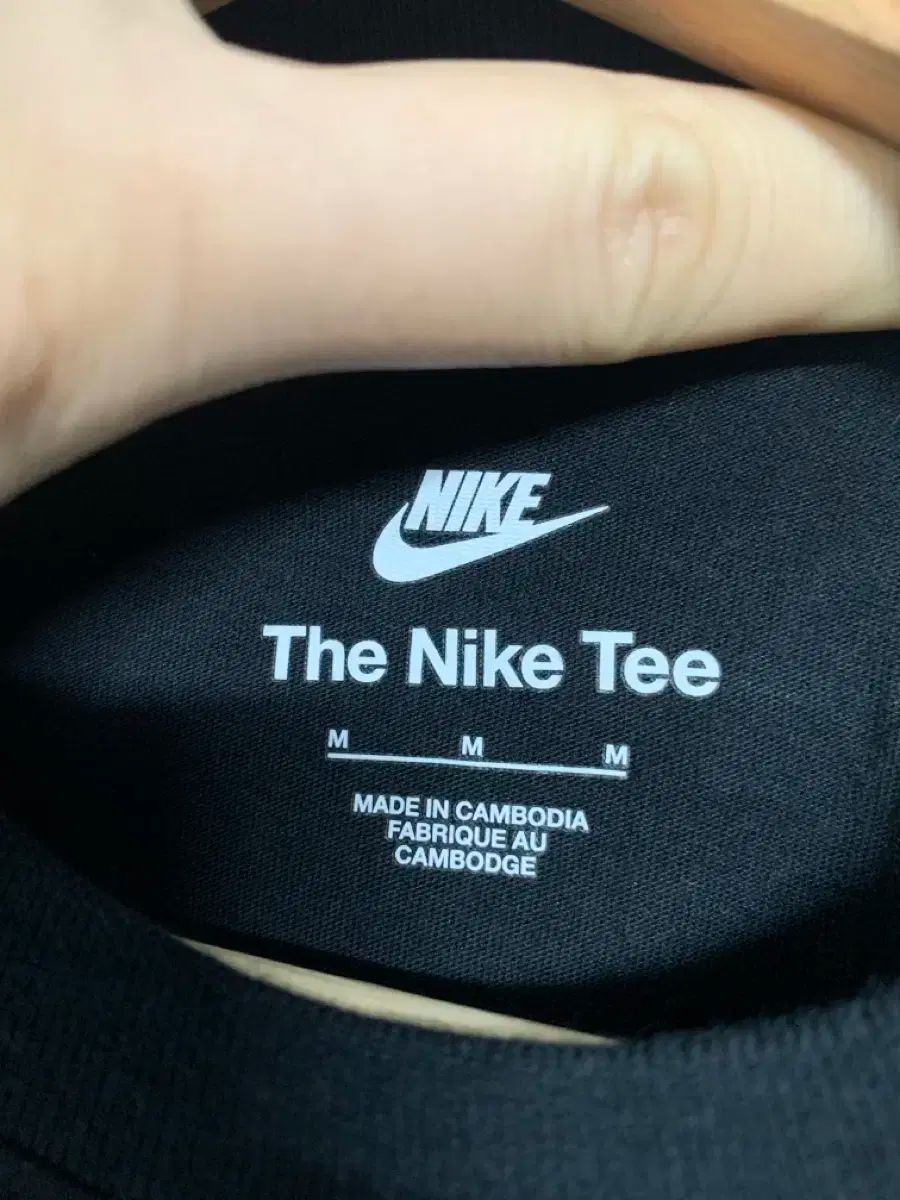 NIKE
The Nike Tee
M M M
MADE IN CAMBODIA
FABRIQUE AU
CAMBODGE